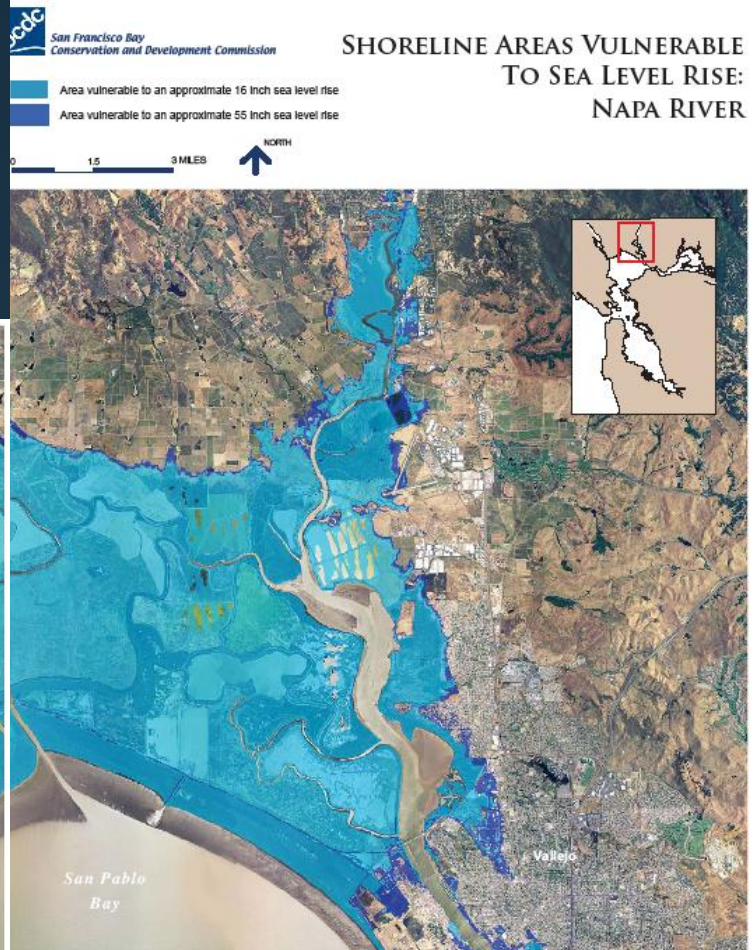 bcdc
San Francisco Bay
Conservation and Development Commission
SHORELINE AREAS VULNERABLE
TO SEA LEVEL RISE:
NAPA RIVER
Area vulnerable to an approximate 16 inch sea level rise
Area vulnerable to an approximate 55 inch sea level rise
NORTH
0 1.5 3 MILES
Vallejo
San Pablo
Bay